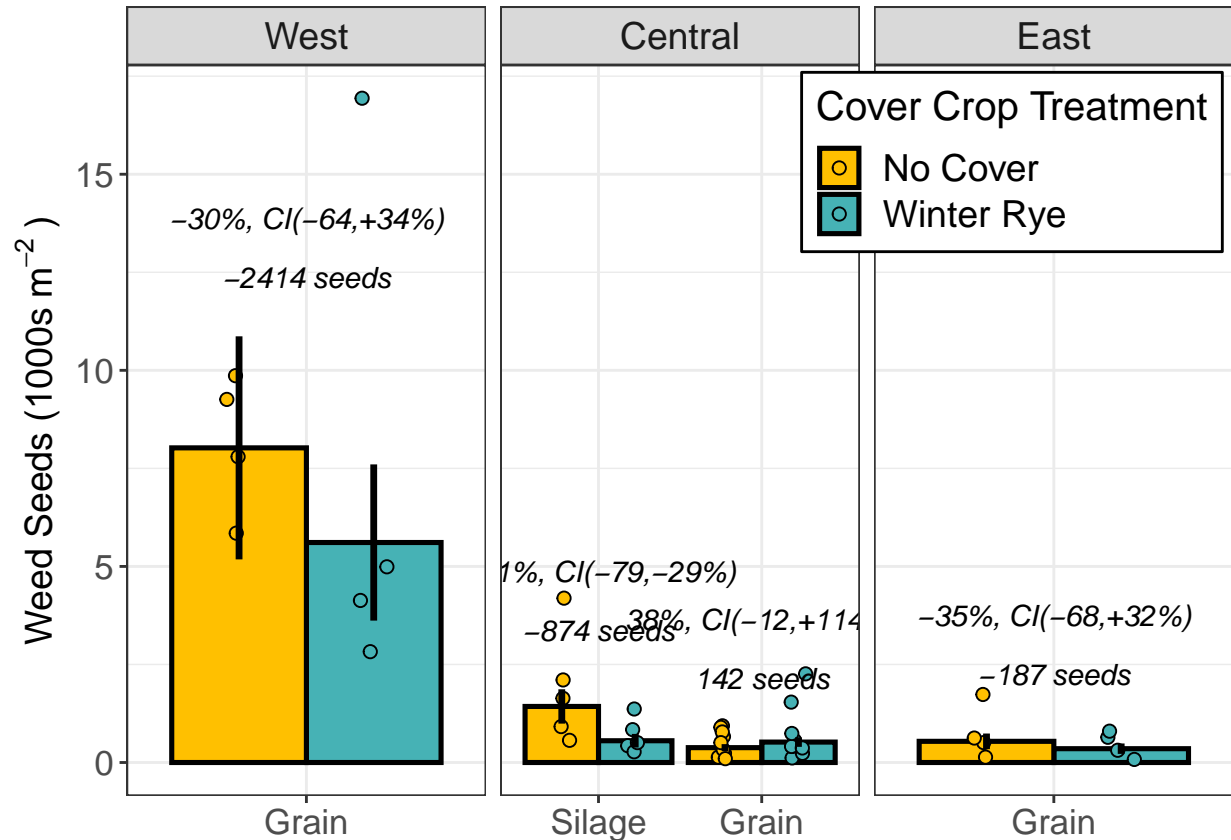 West
Central
East
Cover Crop Treatment
No Cover
Winter Rye
Weed Seeds (1000s m⁻²)
15
10
5
0
−30%, CI(−64,+34%)
−2414 seeds
1%, CI(−79,−29%)
−874 seeds
38%, CI(−12,+114
142 seeds
−35%, CI(−68,+32%)
−187 seeds
Grain
Silage
Grain
Grain